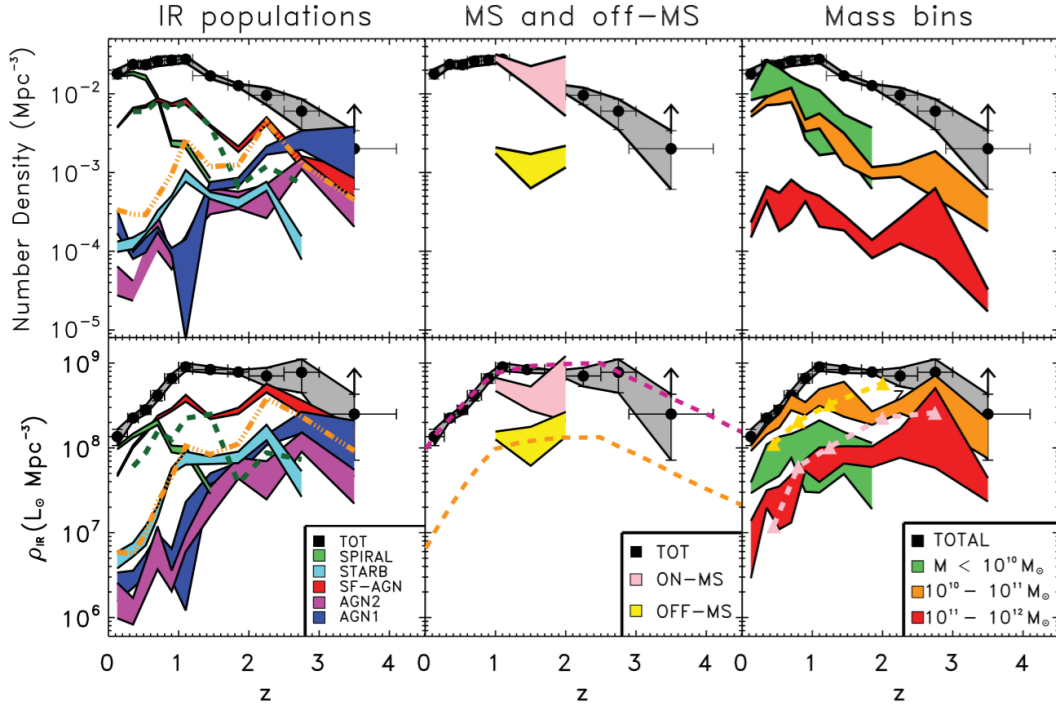 IR populations MS and off-MS Mass bins
Number Density (Mpc⁻³)
10⁻²
10⁻³
10⁻⁴
10⁻⁵
ρIR(L⊙ Mpc⁻³)
10⁹
10⁸
10⁷
10⁶
TOT
SPIRAL
STARB
SF-AGN
AGN2
AGN1
TOT
ON-MS
OFF-MS
TOTAL
M < 10¹⁰ M⊙
10¹⁰ - 10¹¹ M⊙
10¹¹ - 10¹² M⊙
0 1 2 3 4 0 1 2 3 4 0 1 2 3 4
z z z